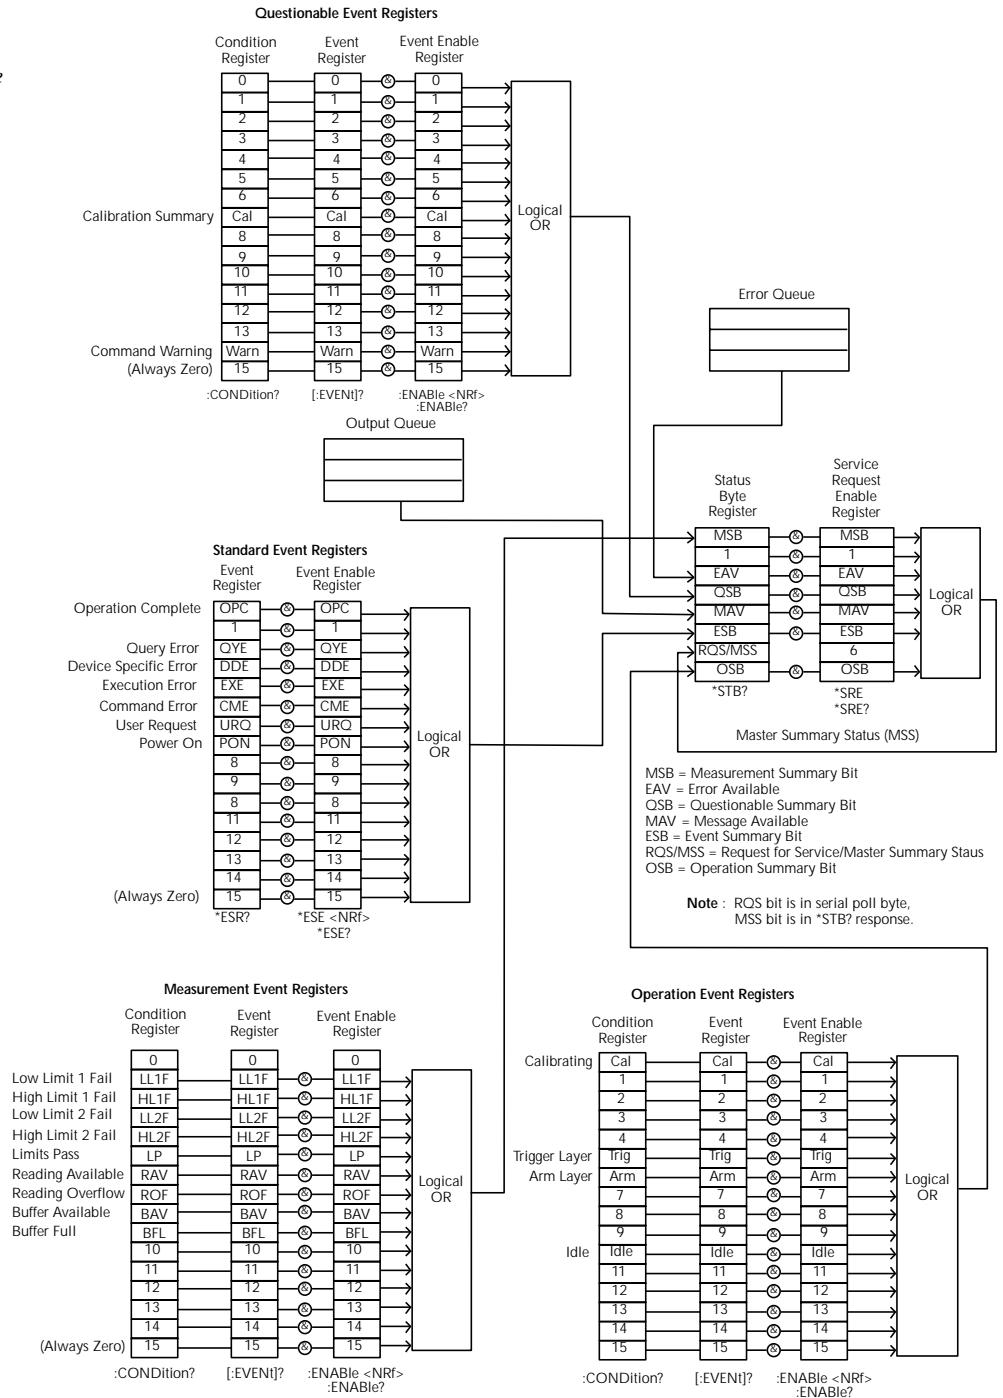 Questionable Event Registers
Condition Register
Event Register
Event Enable Register
0 0 & 0
1 1 & 1
2 2 & 2
3 3 & 3
4 4 & 4
5 5 & 5
6 6 & 6
Calibration Summary Cal Cal & Cal
8 8 & 8
9 9 & 9
10 10 & 10
11 11 & 11
12 12 & 12
13 13 & 13
Command Warning Warn Warn & Warn
(Always Zero) 15 15 & 15
Logical OR
:CONDition? [:EVENt]? :ENABle <NRf>
:ENABle?
Error Queue
Output Queue
Status Byte Register
Service Request Enable Register
MSB & MSB
1 & 1
EAV & EAV
QSB & QSB
MAV & MAV
ESB & ESB
RQS/MSS 6
OSB & OSB
Logical OR
*STB? *SRE
*SRE?
Master Summary Status (MSS)
MSB = Measurement Summary Bit
EAV = Error Available
QSB = Questionable Summary Bit
MAV = Message Available
ESB = Event Summary Bit
RQS/MSS = Request for Service/Master Summary Staus
OSB = Operation Summary Bit
Note : RQS bit is in serial poll byte,
MSS bit is in *STB? response.
Standard Event Registers
Event Register
Event Enable Register
Operation Complete OPC & OPC
1 & 1
Query Error QYE & QYE
Device Specific Error DDE & DDE
Execution Error EXE & EXE
Command Error CME & CME
User Request URQ & URQ
Power On PON & PON
8 & 8
9 & 9
8 & 8
11 & 11
12 & 12
13 & 13
14 & 14
(Always Zero) 15 & 15
Logical OR
*ESR? *ESE <NRf>
*ESE?
Measurement Event Registers
Condition Register
Event Register
Event Enable Register
0 0 0
Low Limit 1 Fail LL1F LL1F & LL1F
High Limit 1 Fail HL1F HL1F & HL1F
Low Limit 2 Fail LL2F LL2F & LL2F
High Limit 2 Fail HL2F HL2F & HL2F
Limits Pass LP LP & LP
Reading Available RAV RAV & RAV
Reading Overflow ROF ROF & ROF
Buffer Available BAV BAV & BAV
Buffer Full BFL BFL & BFL
10 10 & 10
11 11 & 11
12 12 & 12
13 13 & 13
14 14 & 14
(Always Zero) 15 15 & 15
Logical OR
:CONDition? [:EVENt]? :ENABle <NRf>
:ENABle?
Operation Event Registers
Condition Register
Event Register
Event Enable Register
Calibrating Cal Cal & Cal
1 1 & 1
2 2 & 2
3 3 & 3
4 4 & 4
Trigger Layer Trig Trig & Trig
Arm Layer Arm Arm & Arm
7 7 & 7
8 8 & 8
9 9 & 9
Idle Idle Idle & Idle
11 11 & 11
12 12 & 12
13 13 & 13
14 14 & 14
15 15 & 15
Logical OR
:CONDition? [:EVENt]? :ENABle <NRf>
:ENABle?